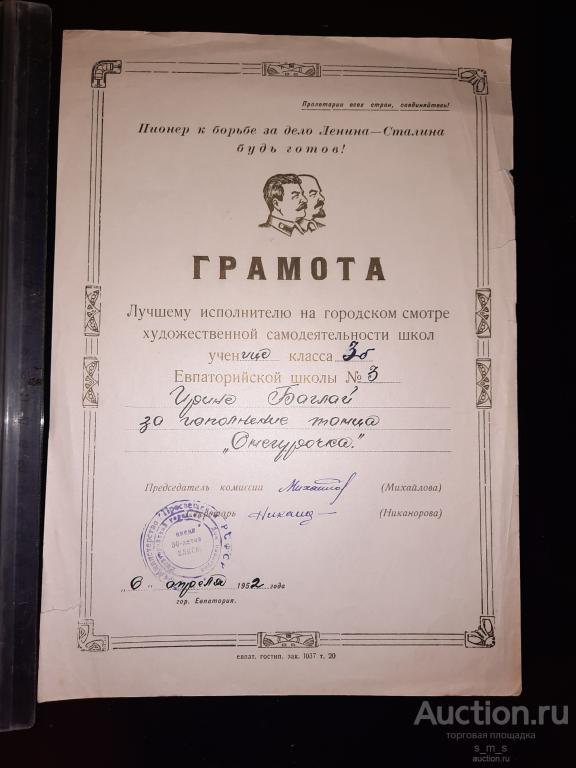 Пролетарии всех стран, соединяйтесь!
Пионер к борьбе за дело Ленина—Сталина
будь готов!
ГРАМОТА
Лучшему исполнителю на городском смотре
художественной самодеятельности школ
ученице класса 3б
Евпаторийской школы № 3
Ирине Баглай
за исполнение танца
„Снегурочка."
Председатель комиссии Михайлов (Михайлова)
(Никанорова)
"6" апреля 1952 года
гор. Евпатория.
евпат. гостип. зак. 1037 т. 20
Auction.ru
торговая площадка
s_m_s
auction.ru